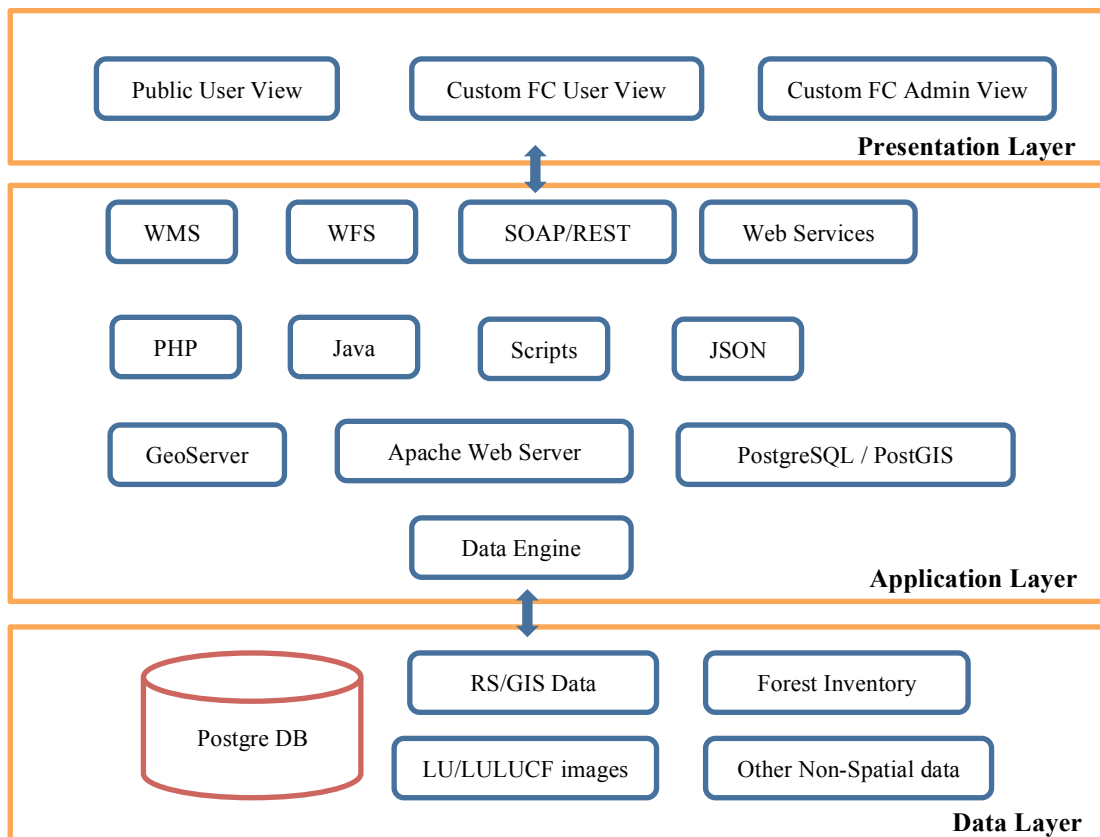 Public User View
Custom FC User View
Custom FC Admin View
Presentation Layer
WMS
WFS
SOAP/REST
Web Services
PHP
Java
Scripts
JSON
GeoServer
Apache Web Server
PostgreSQL / PostGIS
Data Engine
Application Layer
Postgre DB
RS/GIS Data
Forest Inventory
LU/LULUCF images
Other Non-Spatial data
Data Layer